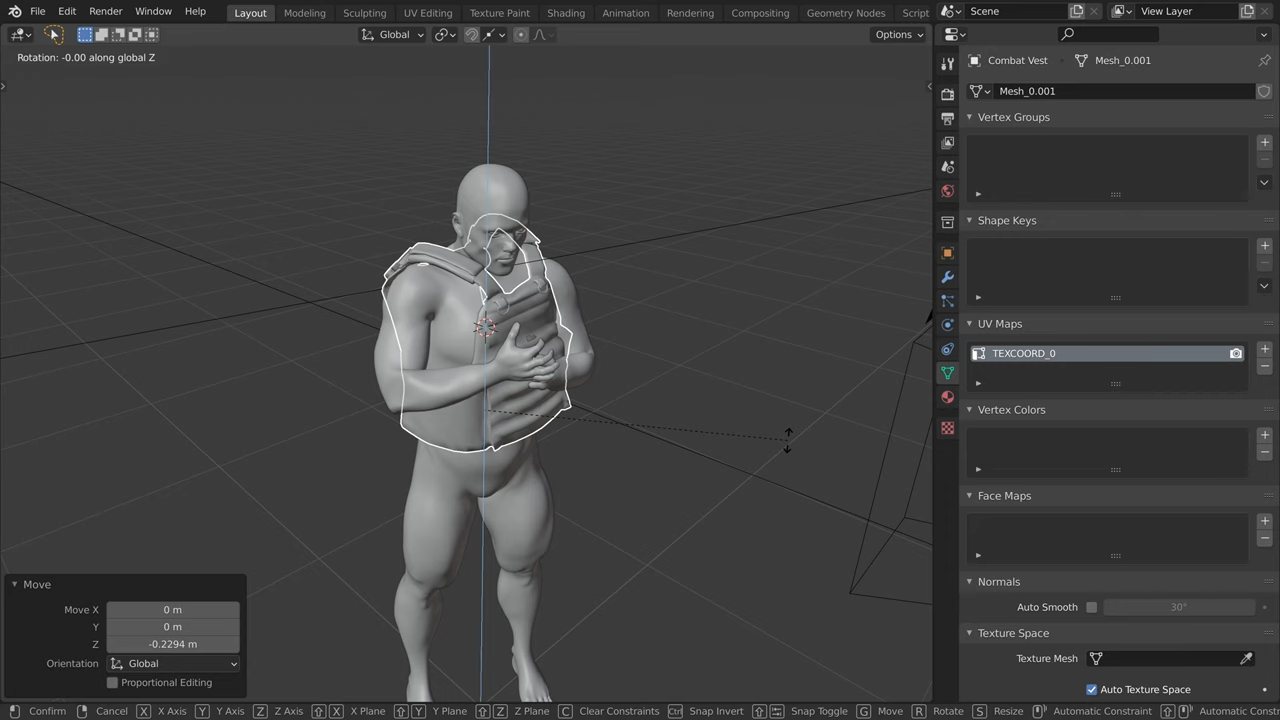 File Edit Render Window Help Layout Modeling Sculpting UV Editing Texture Paint Shading Animation Rendering Compositing Geometry Nodes Script Scene View Layer
Global Options
Rotation: -0.00 along global Z
Combat Vest Mesh_0.001
Mesh_0.001
Vertex Groups
Shape Keys
UV Maps
TEXCOORD_0
Vertex Colors
Face Maps
Normals
Auto Smooth 30°
Texture Space
Texture Mesh
Auto Texture Space
Move
Move X 0 m
Y 0 m
Z -0.2294 m
Orientation Global
Proportional Editing
Confirm Cancel X X Axis Y Y Axis Z Z Axis X X Plane Y Y Plane Z Z Plane C Clear Constraints Ctrl Snap Invert Snap Toggle G Move R Rotate S Resize Automatic Constraint Automatic Constr